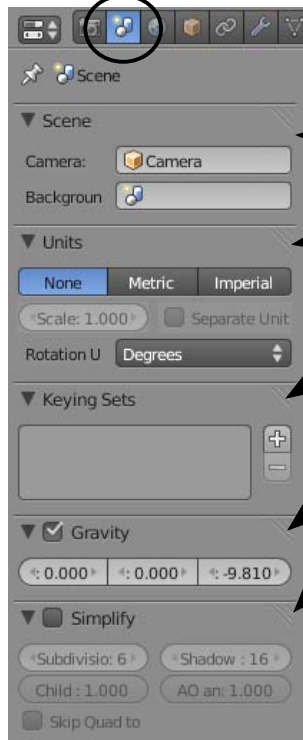 Scene
Scene
Camera: Camera
Backgroun
Units
None Metric Imperial
Scale: 1.000 Separate Unit
Rotation U Degrees
Keying Sets
Gravity
: 0.000 : 0.000 : -9.810
Simplify
Subdivisio: 6 Shadow : 16
Child : 1.000 AO an: 1.000
Skip Quad to